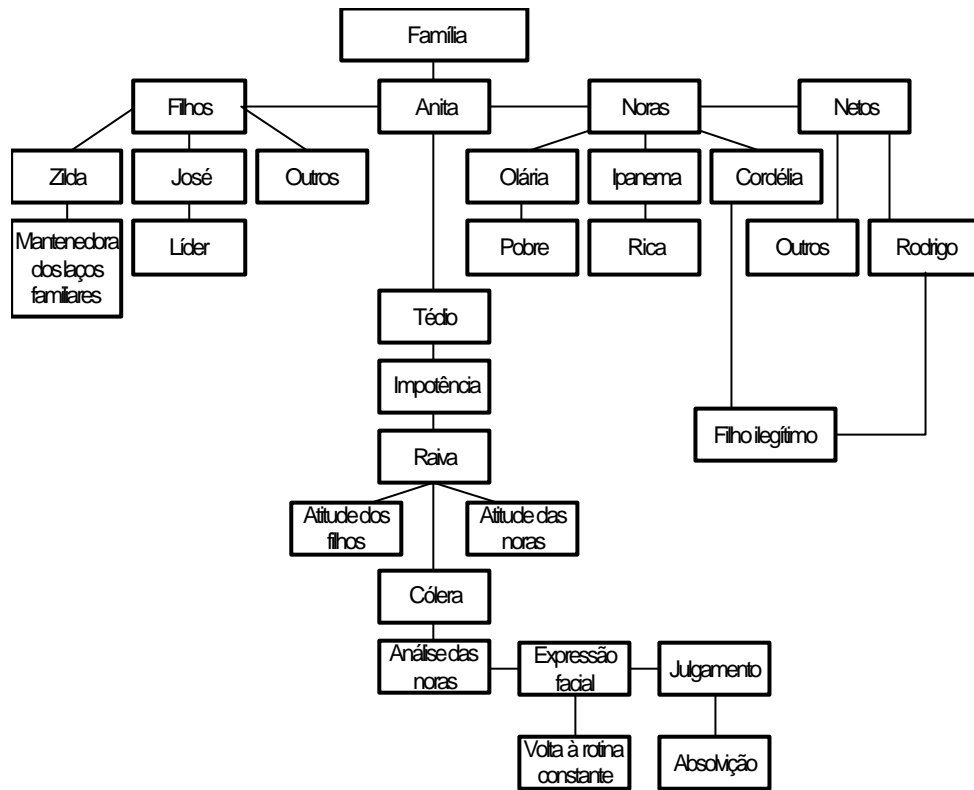 Família
Filhos
Anita
Noras
Netos
Zilda
José
Outros
Olária
Ipanema
Cordélia
Mantenedora
dos laços
familiares
Líder
Pobre
Rica
Outros
Rodrigo
Tédio
Impotência
Raiva
Filho ilegítimo
Atitude dos
filhos
Atitude das
noras
Cólera
Análise das
noras
Expressão
facial
Julgamento
Volta à rotina
constante
Absolvição